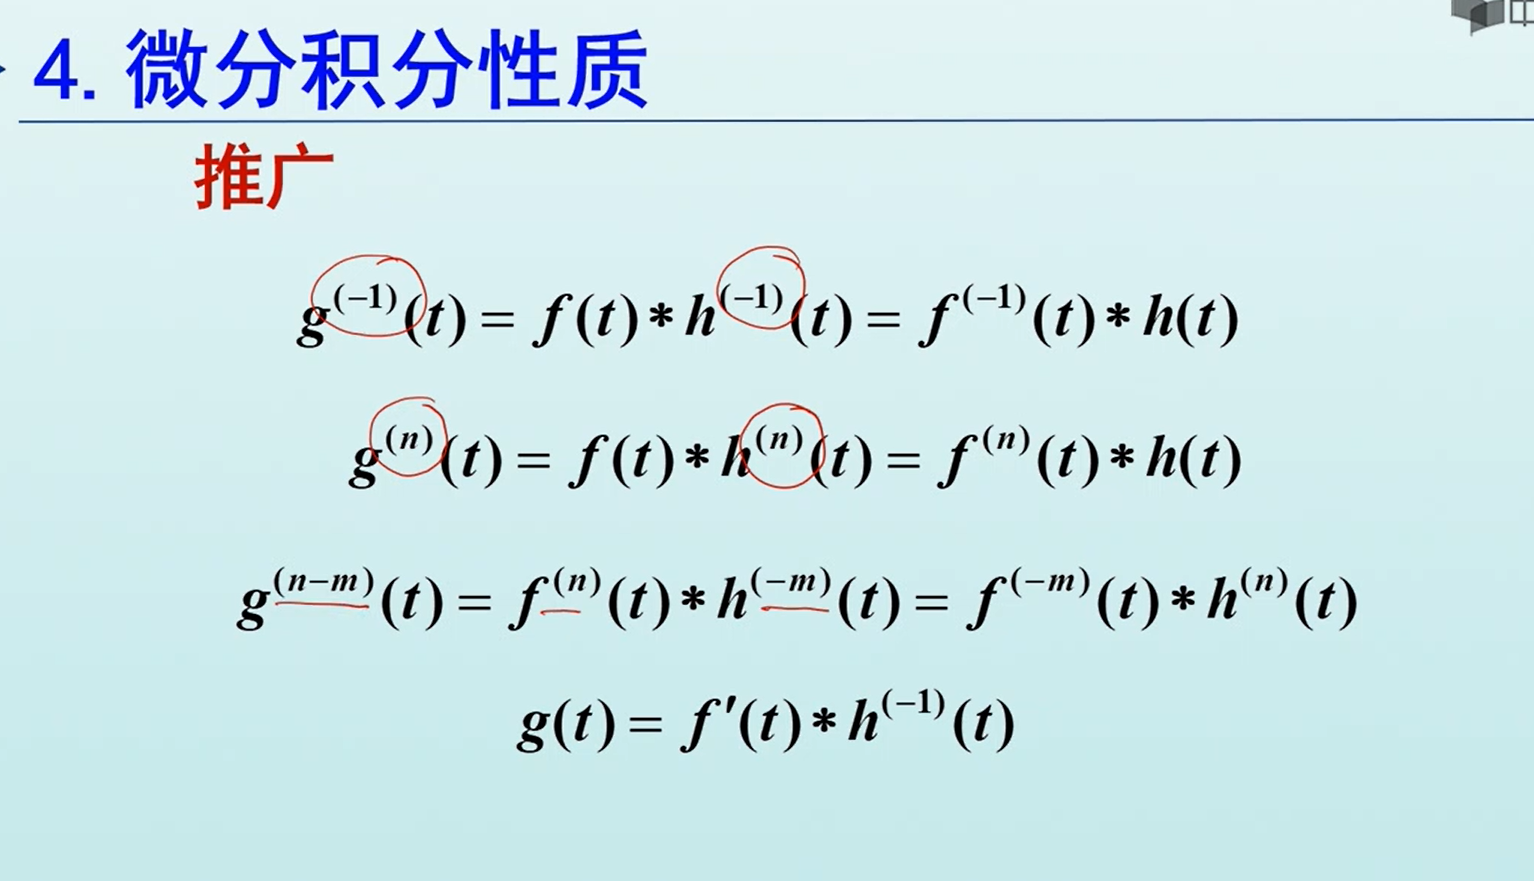 4. 微分积分性质
推广
g⁽⁻¹⁾(t) = f(t) * h⁽⁻¹⁾(t) = f⁽⁻¹⁾(t) * h(t)
g⁽ⁿ⁾(t) = f(t) * h⁽ⁿ⁾(t) = f⁽ⁿ⁾(t) * h(t)
g⁽ⁿ⁻ᵐ⁾(t) = f⁽ⁿ⁾(t) * h⁽⁻ᵐ⁾(t) = f⁽⁻ᵐ⁾(t) * h⁽ⁿ⁾(t)
g(t) = f′(t) * h⁽⁻¹⁾(t)